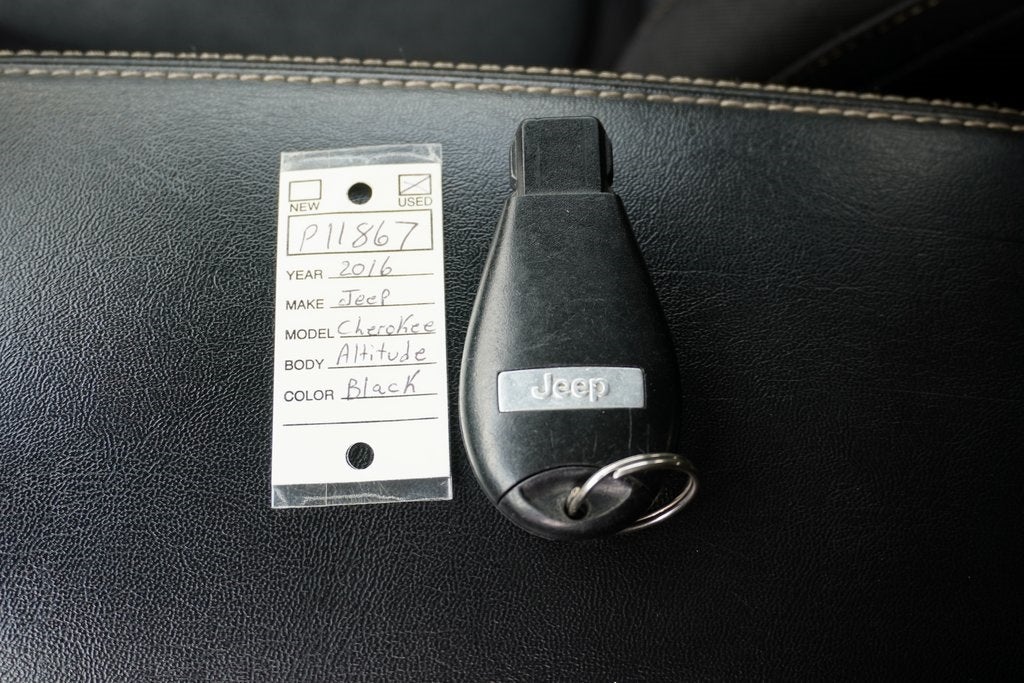 NEW USED
P11867
YEAR 2016
MAKE Jeep
MODEL Cherokee
BODY Altitude
COLOR Black
Jeep